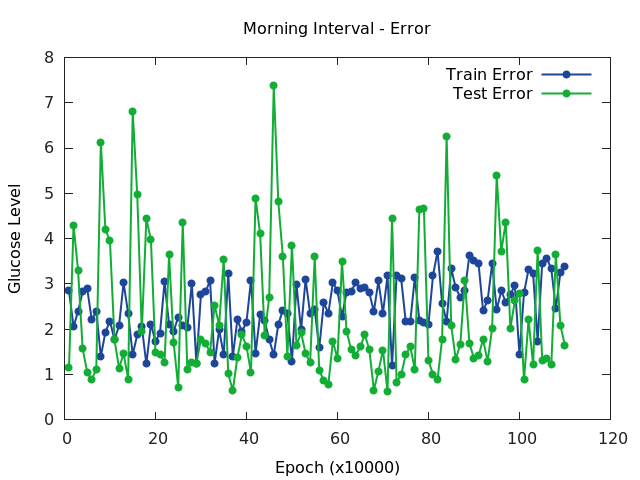 Morning Interval - Error
Train Error
Test Error
8
7
6
5
4
3
2
1
0
Glucose Level
0 20 40 60 80 100 120
Epoch (x10000)